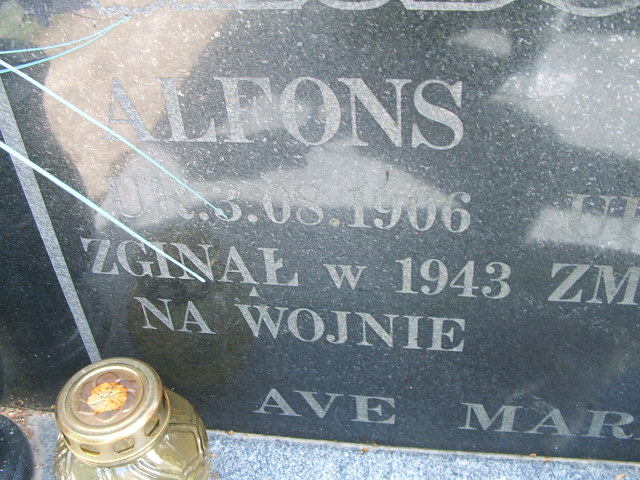 ALFONS
UR. 3.08.1906
ZGINĄŁ w 1943
NA WOJNIE
AVE